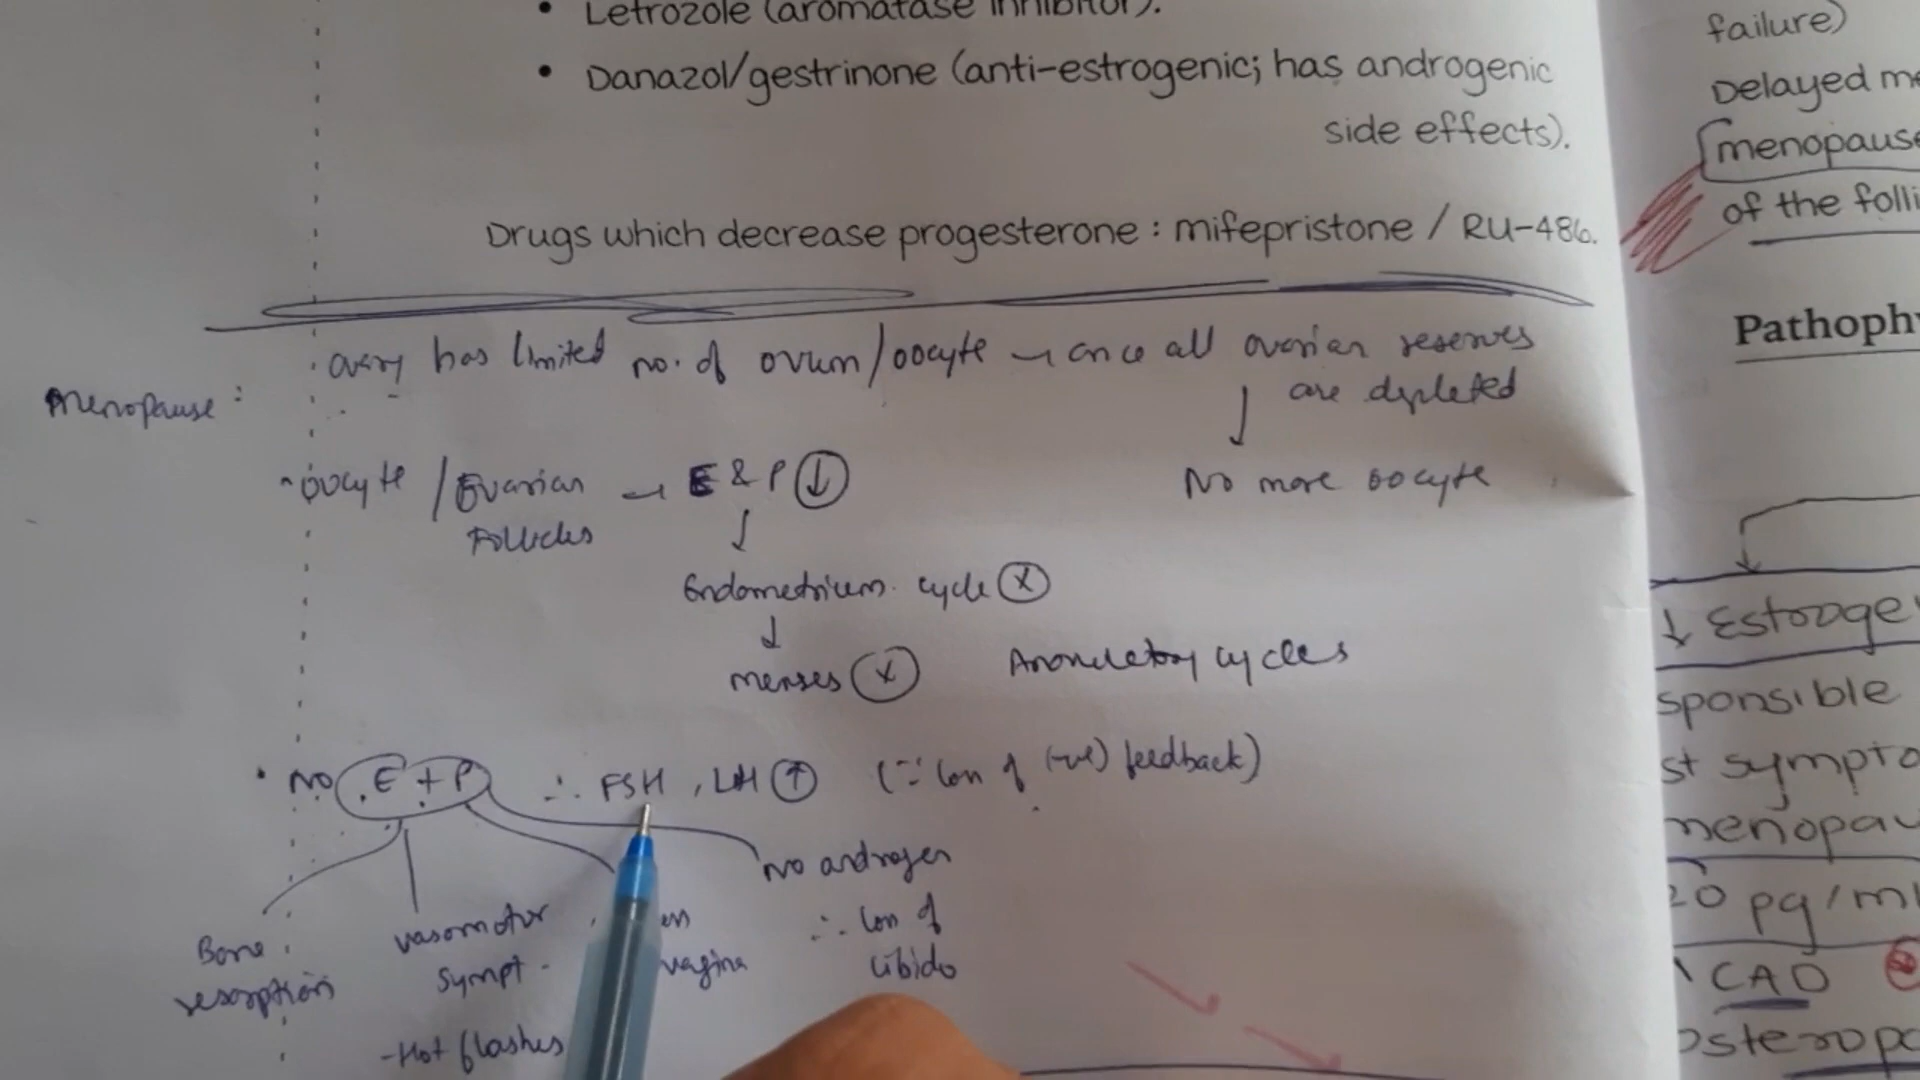 Letrozole (aromatase inhibitor).
• Danazol/gestrinone (anti-estrogenic; has androgenic
side effects).
Drugs which decrease progesterone : mifepristone / RU-486.
Menopause :
ovary has limited no. of ovum/oocyte → once all ovarian reserves
are depleted
↓
No more oocyte
oocyte / ovarian → E & P ↓
Follicles
↓
Endometrium cycle X
↓
menses X Anovulatory cycles
• No E + P ∴ FSH, LH ↑ (∵ loss of (-ve) feedback)
Bone
resorption
vasomotor
sympt -
- Hot flashes
vagina
No androgen
∴ loss of
libido
failure)
Delayed
menopause
of the
Pathophy
↓ Estroge
sponsible
st sympto
menopau
20 pg/ml
CAD
osteropo